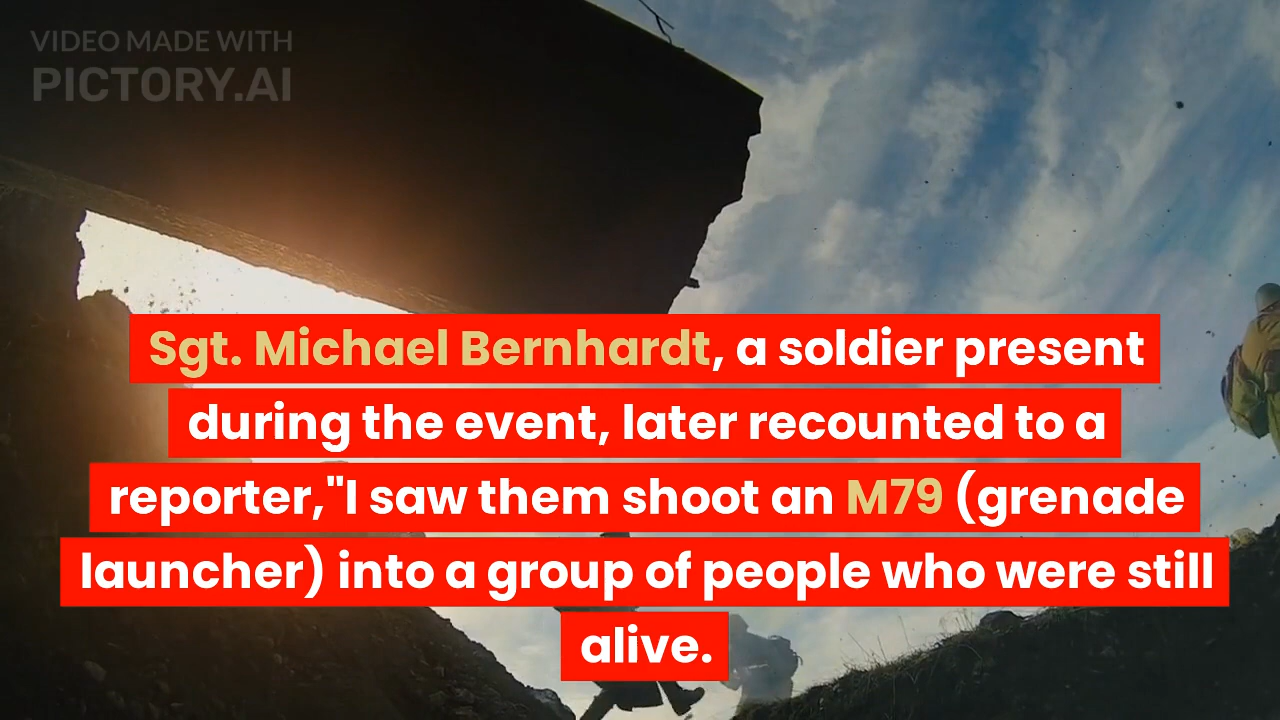 VIDEO MADE WITH
PICTORY.AI
Sgt. Michael Bernhardt, a soldier present
during the event, later recounted to a
reporter,"I saw them shoot an M79 (grenade
launcher) into a group of people who were still
alive.